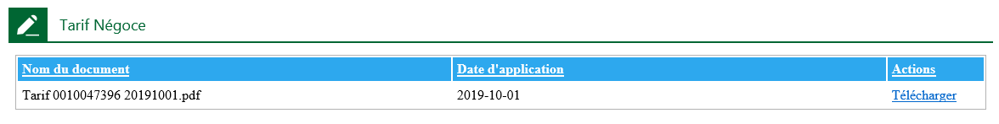 Tarif Négoce
Nom du document Date d'application Actions
Tarif 0010047396 20191001.pdf 2019-10-01 Télécharger